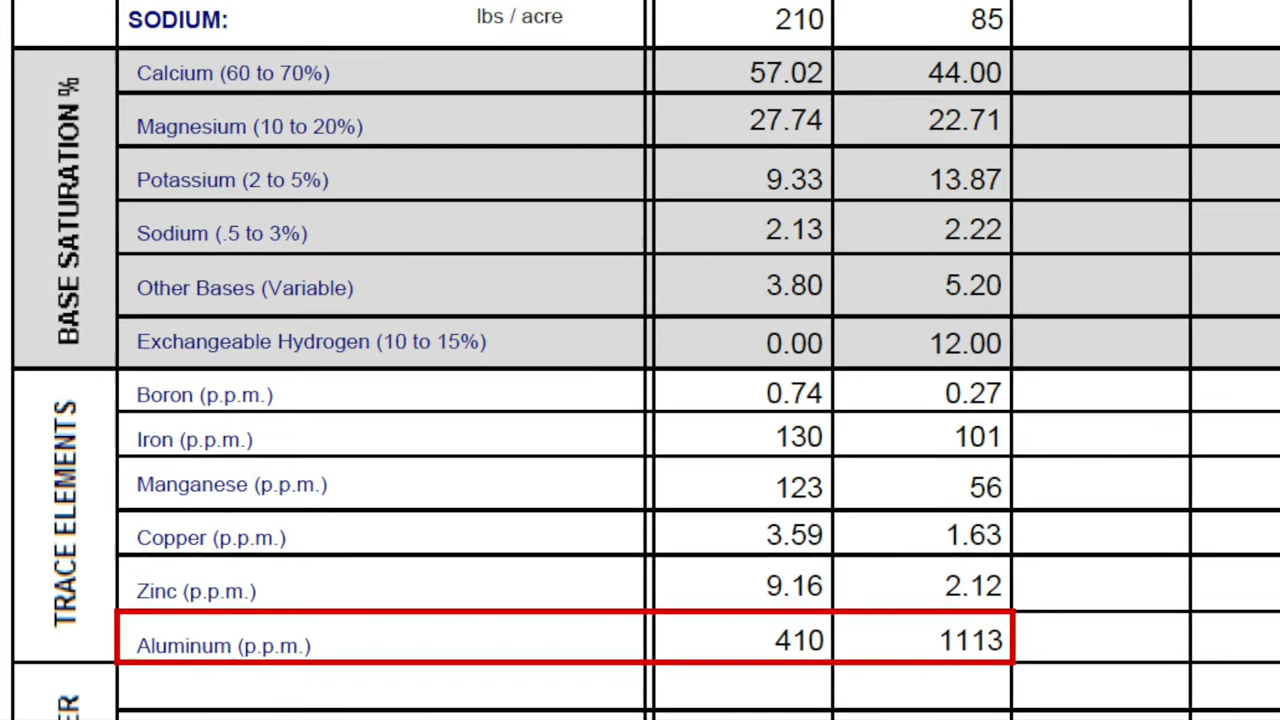 SODIUM: lbs / acre 210 85
BASE SATURATION %
Calcium (60 to 70%) 57.02 44.00
Magnesium (10 to 20%) 27.74 22.71
Potassium (2 to 5%) 9.33 13.87
Sodium (.5 to 3%) 2.13 2.22
Other Bases (Variable) 3.80 5.20
Exchangeable Hydrogen (10 to 15%) 0.00 12.00
TRACE ELEMENTS
Boron (p.p.m.) 0.74 0.27
Iron (p.p.m.) 130 101
Manganese (p.p.m.) 123 56
Copper (p.p.m.) 3.59 1.63
Zinc (p.p.m.) 9.16 2.12
Aluminum (p.p.m.) 410 1113